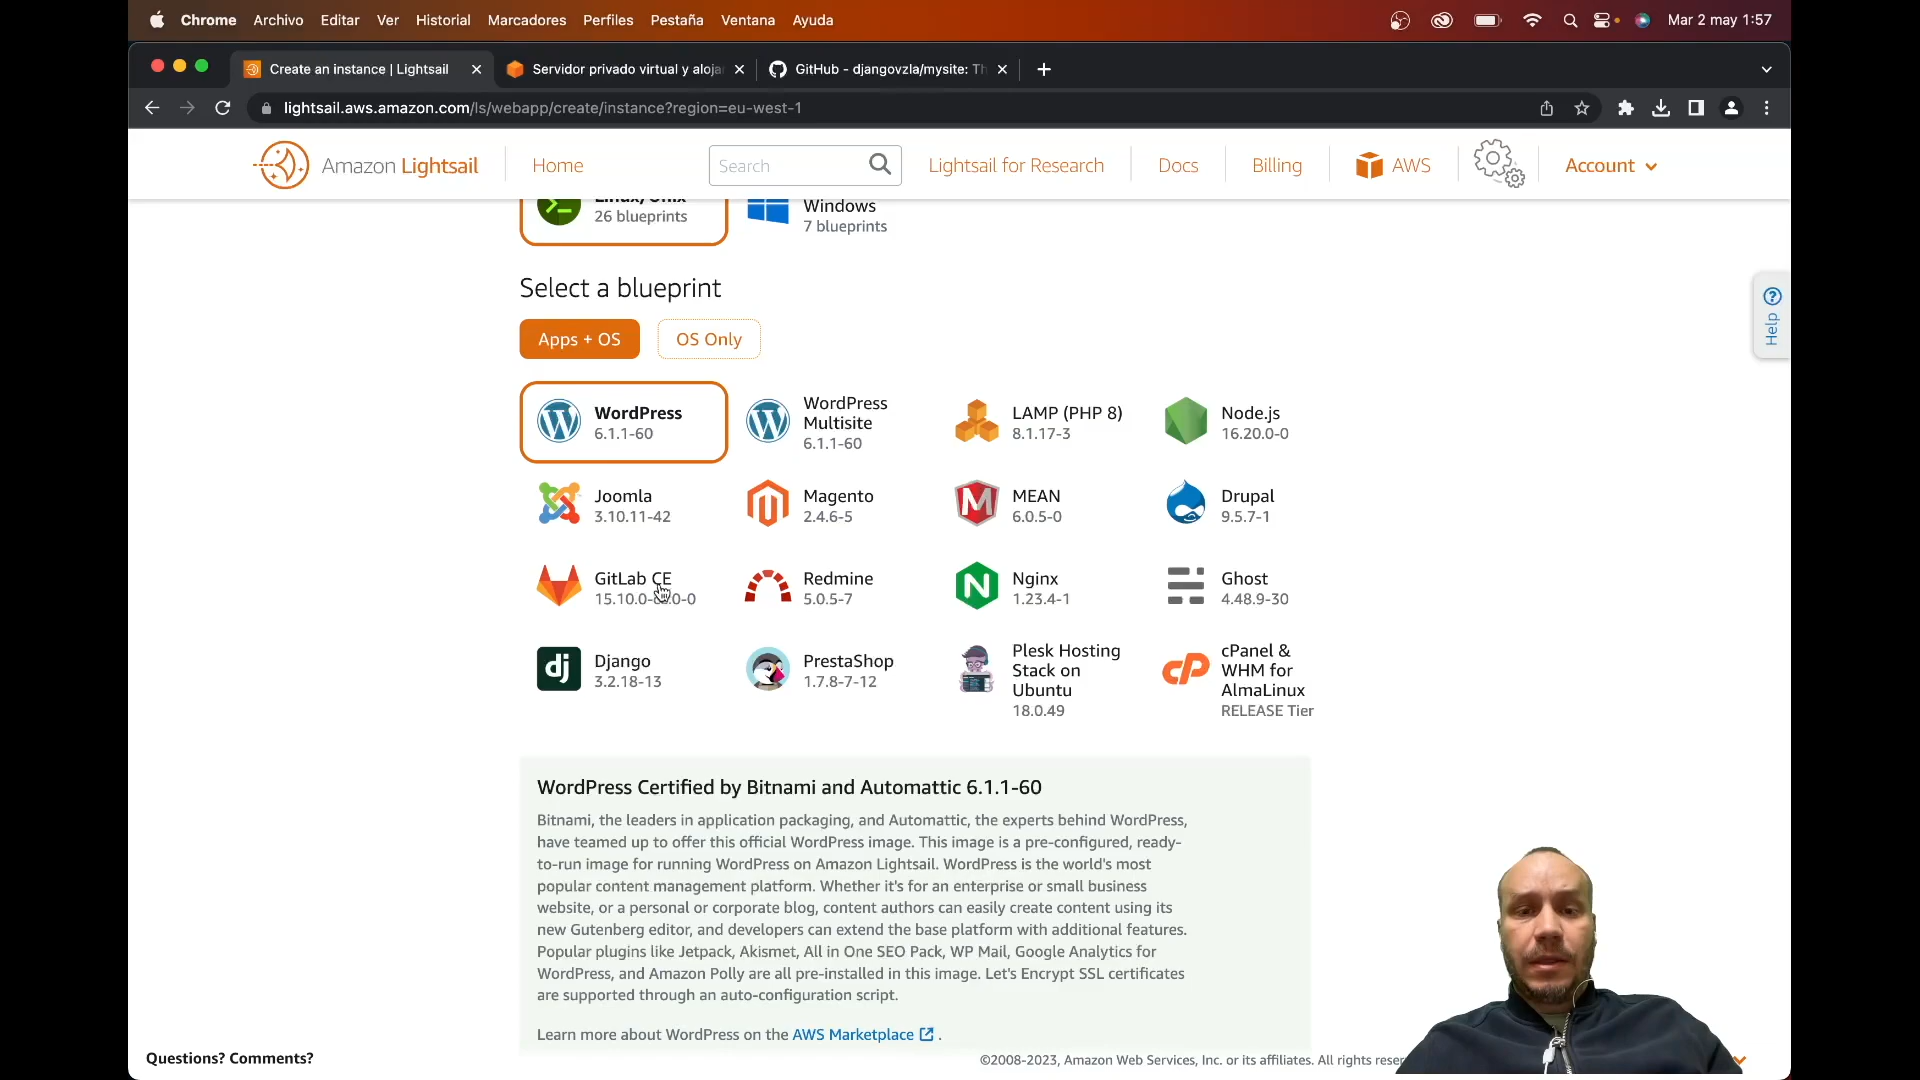 Chrome Archivo Editar Ver Historial Marcadores Perfiles Pestaña Ventana Ayuda Mar 2 may 1:57
Create an instance | Lightsail Servidor privado virtual y aloja GitHub - djangovzla/mysite: Th
lightsail.aws.amazon.com/ls/webapp/create/instance?region=eu-west-1
Amazon Lightsail Home Search Lightsail for Research Docs Billing AWS Account
Linux/Unix
26 blueprints
Windows
7 blueprints
Select a blueprint
Apps + OS OS Only
WordPress
6.1.1-60
WordPress
Multisite
6.1.1-60
LAMP (PHP 8)
8.1.17-3
Node.js
16.20.0-0
Joomla
3.10.11-42
Magento
2.4.6-5
MEAN
6.0.5-0
Drupal
9.5.7-1
GitLab CE
Redmine
5.0.5-7
Nginx
1.23.4-1
Ghost
4.48.9-30
dj
Django
3.2.18-13
PrestaShop
1.7.8-7-12
Plesk Hosting
Stack on
Ubuntu
18.0.49
cP
cPanel &
WHM for
AlmaLinux
RELEASE Tier
Help
WordPress Certified by Bitnami and Automattic 6.1.1-60
Bitnami, the leaders in application packaging, and Automattic, the experts behind WordPress,
have teamed up to offer this official WordPress image. This image is a pre-configured, ready-
to-run image for running WordPress on Amazon Lightsail. WordPress is the world's most
popular content management platform. Whether it's for an enterprise or small business
website, or a personal or corporate blog, content authors can easily create content using its
new Gutenberg editor, and developers can extend the base platform with additional features.
Popular plugins like Jetpack, Akismet, All in One SEO Pack, WP Mail, Google Analytics for
WordPress, and Amazon Polly are all pre-installed in this image. Let's Encrypt SSL certificates
are supported through an auto-configuration script.
Learn more about WordPress on the AWS Marketplace .
Questions? Comments? ©2008-2023, Amazon Web Services, Inc. or its affiliates. All rights reser